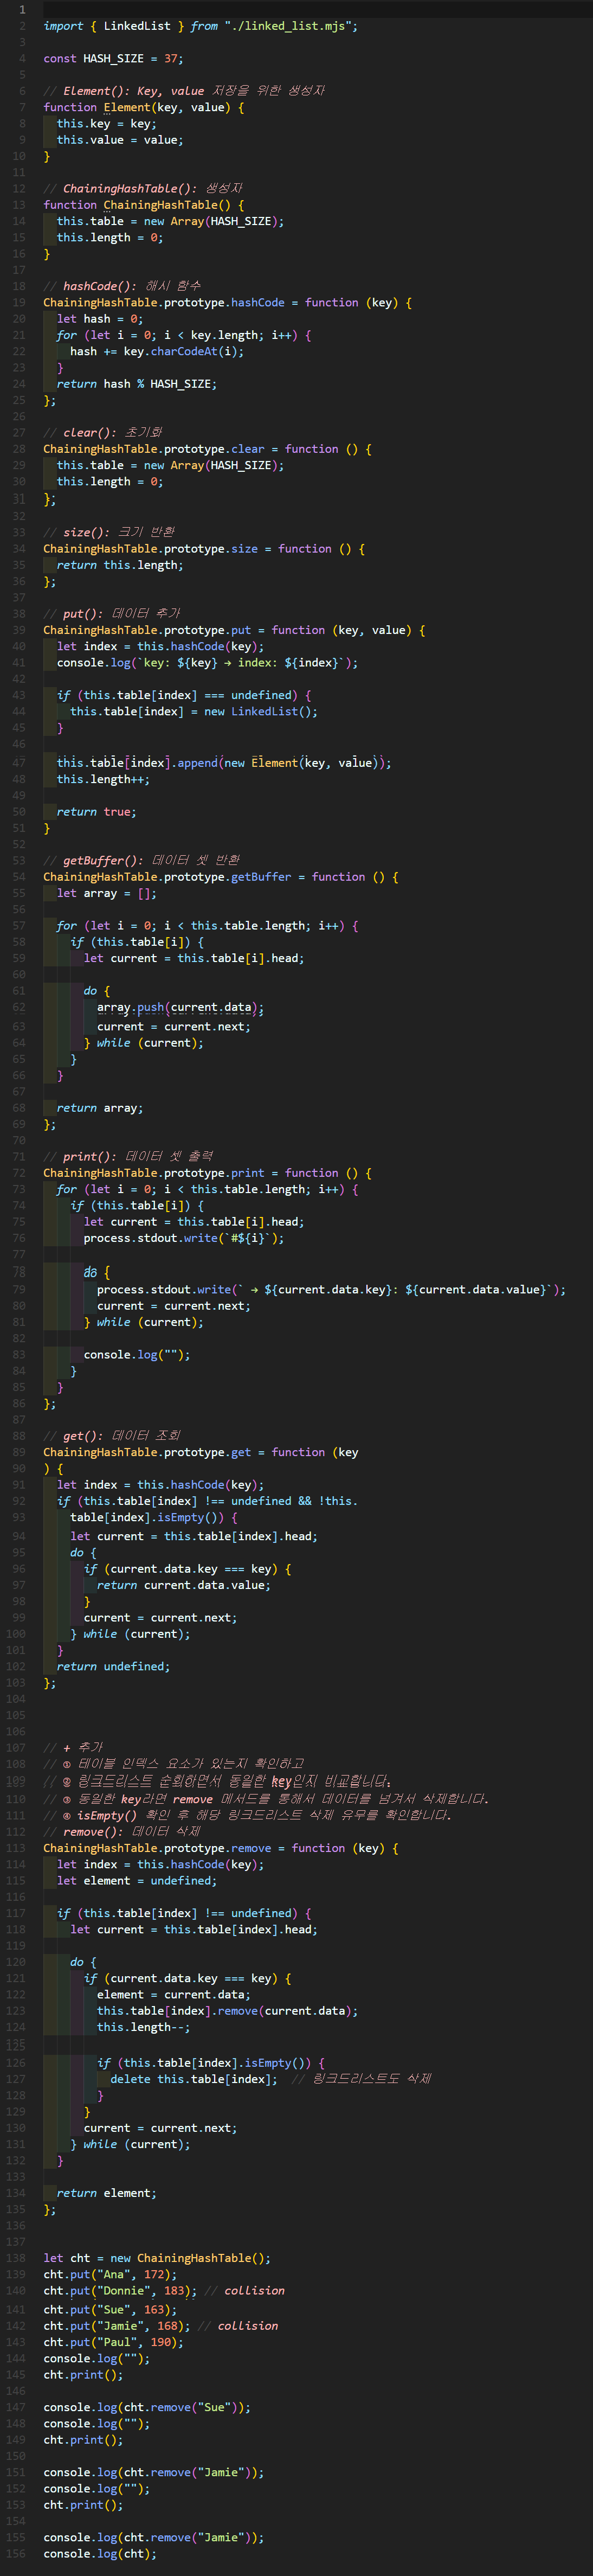 1
2 import { LinkedList } from "./linked_list.mjs";
3
4 const HASH_SIZE = 37;
5
6 // Element(): Key, value 저장을 위한 생성자
7 function Element(key, value) {
8 this.key = key;
9 this.value = value;
10 }
11
12 // ChainingHashTable(): 생성자
13 function ChainingHashTable() {
14 this.table = new Array(HASH_SIZE);
15 this.length = 0;
16 }
17
18 // hashCode(): 해시 함수
19 ChainingHashTable.prototype.hashCode = function (key) {
20 let hash = 0;
21 for (let i = 0; i < key.length; i++) {
22 hash += key.charCodeAt(i);
23 }
24 return hash % HASH_SIZE;
25 };
26
27 // clear(): 초기화
28 ChainingHashTable.prototype.clear = function () {
29 this.table = new Array(HASH_SIZE);
30 this.length = 0;
31 };
32
33 // size(): 크기 반환
34 ChainingHashTable.prototype.size = function () {
35 return this.length;
36 };
37
38 // put(): 데이터 추가
39 ChainingHashTable.prototype.put = function (key, value) {
40 let index = this.hashCode(key);
41 console.log(`key: ${key} → index: ${index}`);
42
43 if (this.table[index] === undefined) {
44 this.table[index] = new LinkedList();
45 }
46
47 this.table[index].append(new Element(key, value));
48 this.length++;
49
50 return true;
51 }
52
53 // getBuffer(): 데이터 셋 반환
54 ChainingHashTable.prototype.getBuffer = function () {
55 let array = [];
56
57 for (let i = 0; i < this.table.length; i++) {
58 if (this.table[i]) {
59 let current = this.table[i].head;
60
61 do {
62 array.push(current.data);
63 current = current.next;
64 } while (current);
65 }
66 }
67
68 return array;
69 };
70
71 // print(): 데이터 셋 출력
72 ChainingHashTable.prototype.print = function () {
73 for (let i = 0; i < this.table.length; i++) {
74 if (this.table[i]) {
75 let current = this.table[i].head;
76 process.stdout.write(`#${i}`);
77
78 do {
79 process.stdout.write(` → ${current.data.key}: ${current.data.value}`);
80 current = current.next;
81 } while (current);
82
83 console.log("");
84 }
85 }
86 };
87
88 // get(): 데이터 조회
89 ChainingHashTable.prototype.get = function (key
90 ) {
91 let index = this.hashCode(key);
92 if (this.table[index] !== undefined && !this.
93 table[index].isEmpty()) {
94 let current = this.table[index].head;
95 do {
96 if (current.data.key === key) {
97 return current.data.value;
98 }
99 current = current.next;
100 } while (current);
101 }
102 return undefined;
103 };
104
105
106
107 // + 추가
108 // ① 테이블 인덱스 요소가 있는지 확인하고
109 // ② 링크드리스트 순회하면서 동일한 key인지 비교합니다.
110 // ③ 동일한 key라면 remove 메서드를 통해서 데이터를 넘겨서 삭제합니다.
111 // ④ isEmpty() 확인 후 해당 링크드리스트 삭제 유무를 확인합니다.
112 // remove(): 데이터 삭제
113 ChainingHashTable.prototype.remove = function (key) {
114 let index = this.hashCode(key);
115 let element = undefined;
116
117 if (this.table[index] !== undefined) {
118 let current = this.table[index].head;
119
120 do {
121 if (current.data.key === key) {
122 element = current.data;
123 this.table[index].remove(current.data);
124 this.length--;
125
126 if (this.table[index].isEmpty()) {
127 delete this.table[index]; // 링크드리스트도 삭제
128 }
129 }
130 current = current.next;
131 } while (current);
132 }
133
134 return element;
135 };
136
137
138 let cht = new ChainingHashTable();
139 cht.put("Ana", 172);
140 cht.put("Donnie", 183); // collision
141 cht.put("Sue", 163);
142 cht.put("Jamie", 168); // collision
143 cht.put("Paul", 190);
144 console.log("");
145 cht.print();
146
147 console.log(cht.remove("Sue"));
148 console.log("");
149 cht.print();
150
151 console.log(cht.remove("Jamie"));
152 console.log("");
153 cht.print();
154
155 console.log(cht.remove("Jamie"));
156 console.log(cht);